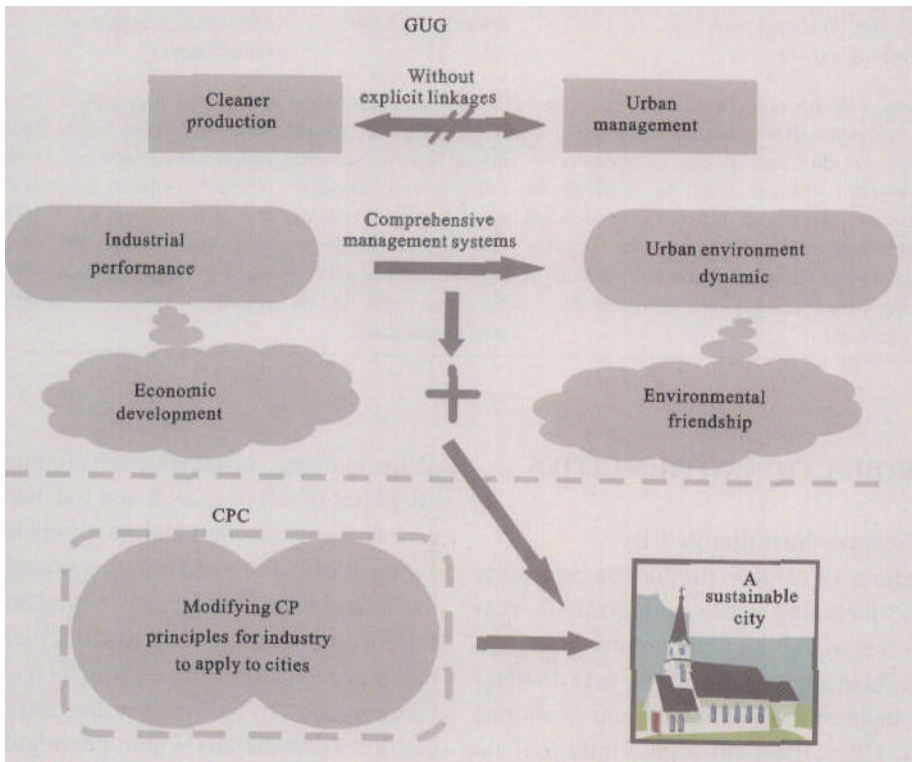 GUG
Cleaner
production
Without
explicit linkages
Urban
management
Industrial
performance
Comprehensive
management systems
Urban environment
dynamic
Economic
development
Environmental
friendship
CPC
Modifying CP
principles for industry
to apply to cities
A
sustainable
city